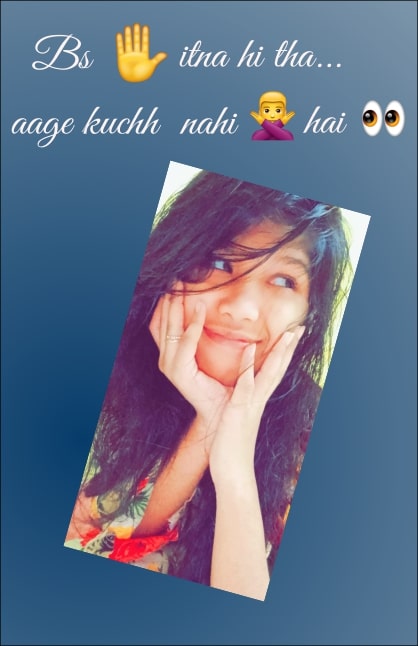 Bs ✋ itna hi tha...
aage kuchh nahi 🙅‍♂️ hai 👀